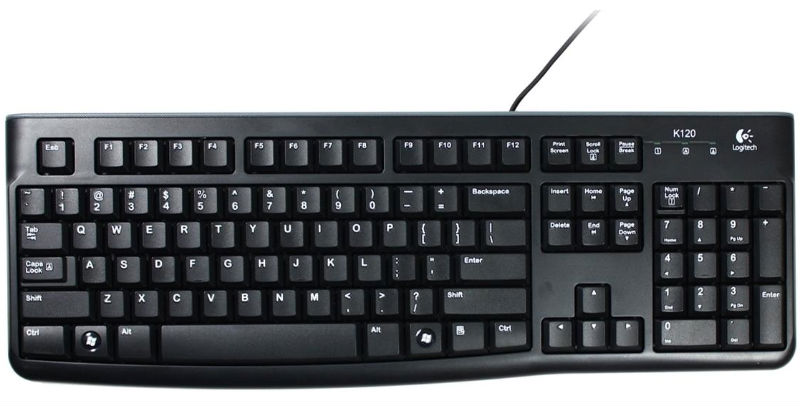 K120
Logitech
Esc F1 F2 F3 F4 F5 F6 F7 F8 F9 F10 F11 F12 Print Screen Scroll Lock Pause Break 1 A
~ ! @ # $ % ^ & * ( ) _ + Backspace Insert Home Page Up Num Lock / * -
1 2 3 4 5 6 7 8 9 0 - =
Tab Q W E R T Y U I O P { [ } ] | \ Delete End Page Down 7 Home 8 9 Pg Up +
Caps Lock A S D F G H J K L : ; " ' Enter 4 5 6
Shift Z X C V B N M < , > . ? / Shift 1 End 2 3 Pg Dn Enter
Ctrl Alt Alt Ctrl 0 Ins . Del